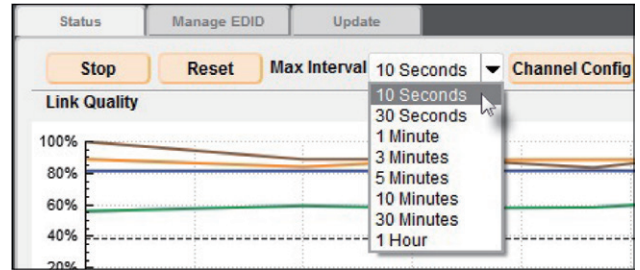 Status Manage EDID Update
Stop Reset Max Interval 10 Seconds Channel Config
Link Quality
10 Seconds
30 Seconds
1 Minute
3 Minutes
5 Minutes
10 Minutes
30 Minutes
1 Hour
100%
80%
60%
40%
20%